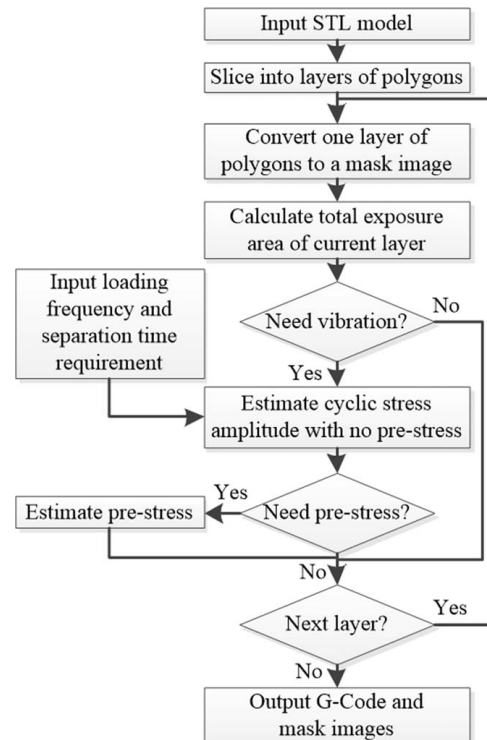 Input STL model
Slice into layers of polygons
Convert one layer of
polygons to a mask image
Calculate total exposure
area of current layer
Input loading
frequency and
separation time
requirement
Need vibration?
No
Yes
Estimate cyclic stress
amplitude with no pre-stress
Need pre-stress?
Yes
Estimate pre-stress
No
Next layer?
Yes
No
Output G-Code and
mask images